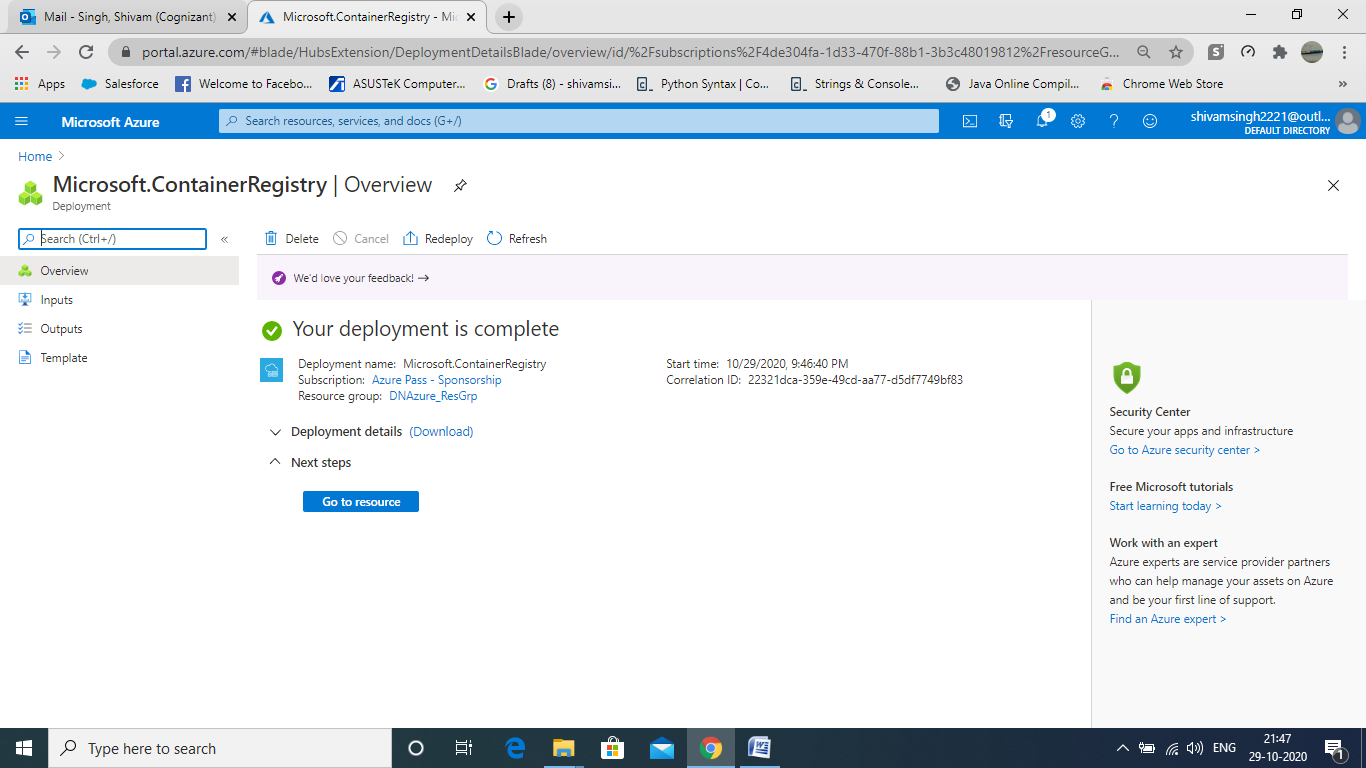 Mail - Singh, Shivam (Cognizant)
Microsoft.ContainerRegistry - Mic
portal.azure.com/#blade/HubsExtension/DeploymentDetailsBlade/overview/id/%2Fsubscriptions%2F4de304fa-1d33-470f-88b1-3b3c48019812%2FresourceG...
Apps
Salesforce
Welcome to Facebo...
ASUSTeK Computer...
Drafts (8) - shivamsi...
Python Syntax | Co...
Strings & Console...
Java Online Compil...
Chrome Web Store
»
Microsoft Azure
Search resources, services, and docs (G+/)
1
shivamsingh2221@outl...
DEFAULT DIRECTORY
Home
Microsoft.ContainerRegistry | Overview
Deployment
Search (Ctrl+/)
«
Delete
Cancel
Redeploy
Refresh
Overview
Inputs
Outputs
Template
We'd love your feedback! →
Your deployment is complete
Deployment name: Microsoft.ContainerRegistry
Subscription: Azure Pass - Sponsorship
Resource group: DNAzure_ResGrp
Start time: 10/29/2020, 9:46:40 PM
Correlation ID: 22321dca-359e-49cd-aa77-d5df7749bf83
Deployment details (Download)
Next steps
Go to resource
Security Center
Secure your apps and infrastructure
Go to Azure security center >
Free Microsoft tutorials
Start learning today >
Work with an expert
Azure experts are service provider partners
who can help manage your assets on Azure
and be your first line of support.
Find an Azure expert >
Type here to search
ENG
21:47
29-10-2020
1